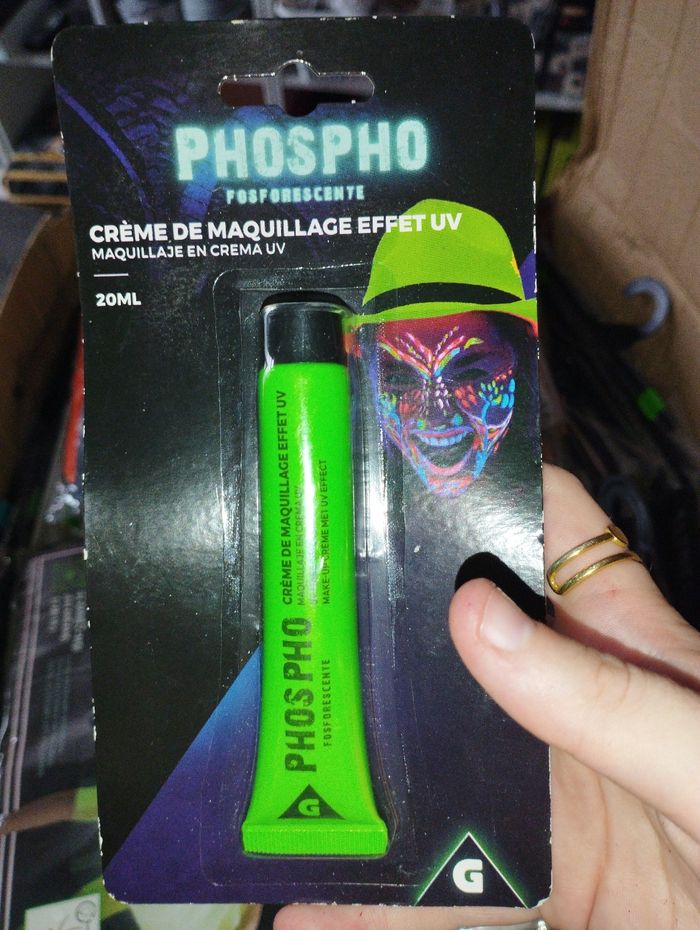 PHOSPHO
FOSFORESCENTE
CRÈME DE MAQUILLAGE EFFET UV
MAQUILLAJE EN CREMA UV
20ML
PHOSPHO
FOSFORESCENTE
CRÈME DE MAQUILLAGE EFFET UV
MAQUILLAJE EN CREMA UV
MAKE-UP CRÈME MET UV EFFECT
G
G